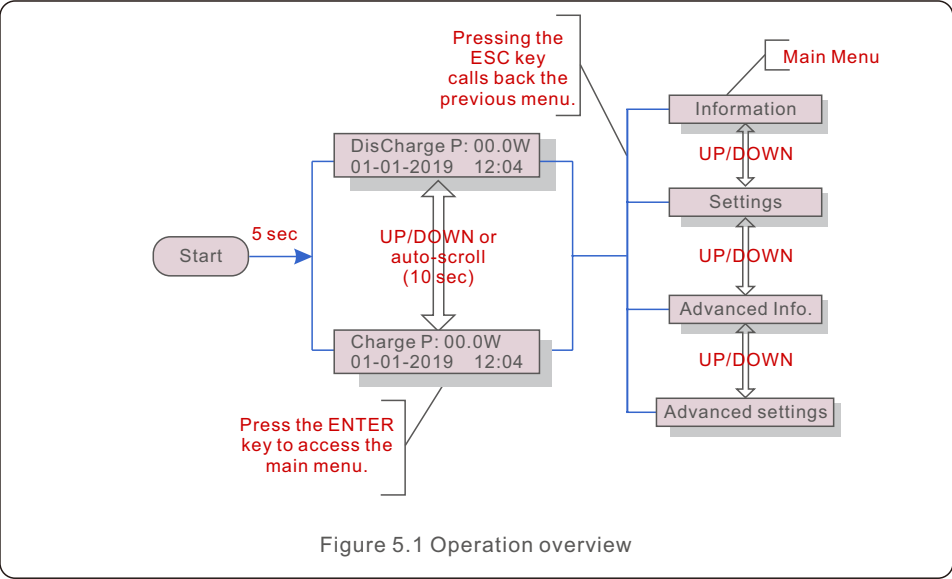 Pressing the
ESC key
calls back the
previous menu.
Main Menu
Information
UP/DOWN
Settings
UP/DOWN
Advanced Info.
UP/DOWN
Advanced settings
DisCharge P: 00.0W
01-01-2019 12:04
Start
5 sec
UP/DOWN or
auto-scroll
(10 sec)
Charge P: 00.0W
01-01-2019 12:04
Press the ENTER
key to access the
main menu.
Figure 5.1 Operation overview